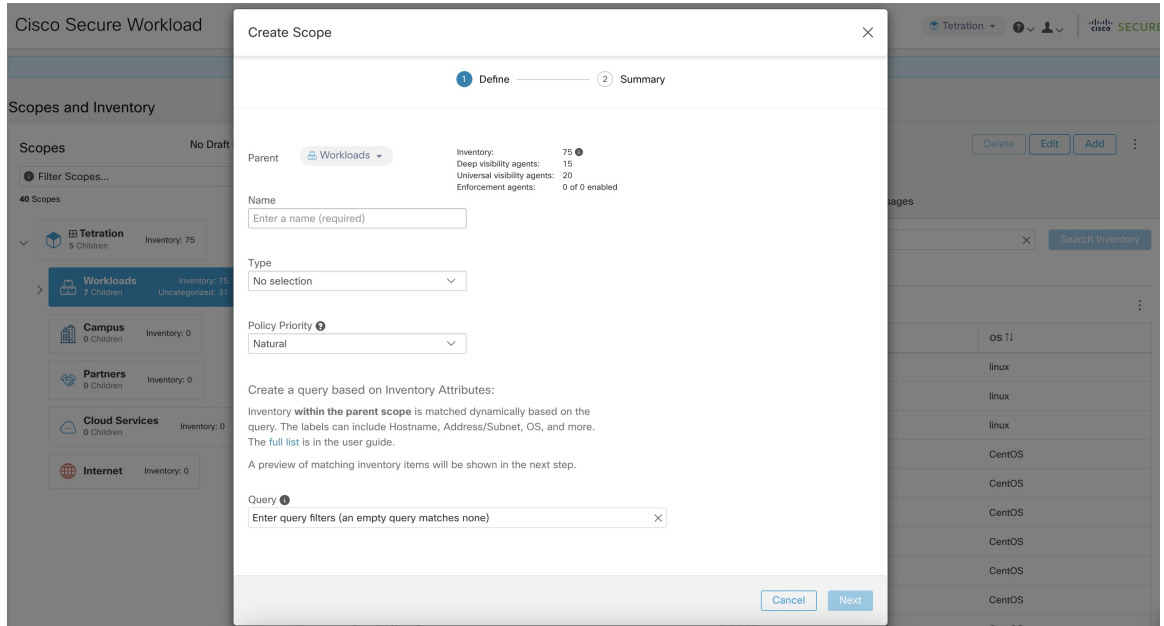 Cisco Secure Workload
Tetration
CISCO SECURE
Scopes and Inventory
Scopes
No Draft
Filter Scopes...
40 Scopes
Tetration
5 Children
Inventory: 75
Workloads
7 Children
Inventory: 75
Uncategorized: 31
Campus
0 Children
Inventory: 0
Partners
0 Children
Inventory: 0
Cloud Services
0 Children
Inventory: 0
Internet
Inventory: 0
Create Scope
1 Define
2 Summary
Parent
Workloads
Inventory: 75
Deep visibility agents: 15
Universal visibility agents: 20
Enforcement agents: 0 of 0 enabled
Name
Enter a name (required)
Type
No selection
Policy Priority
Natural
Create a query based on Inventory Attributes:
Inventory within the parent scope is matched dynamically based on the
query. The labels can include Hostname, Address/Subnet, OS, and more.
The full list is in the user guide.
A preview of matching inventory items will be shown in the next step.
Query
Enter query filters (an empty query matches none)
Cancel
Next
Delete
Edit
Add
Search Inventory
os
linux
linux
linux
CentOS
CentOS
CentOS
CentOS
CentOS
CentOS